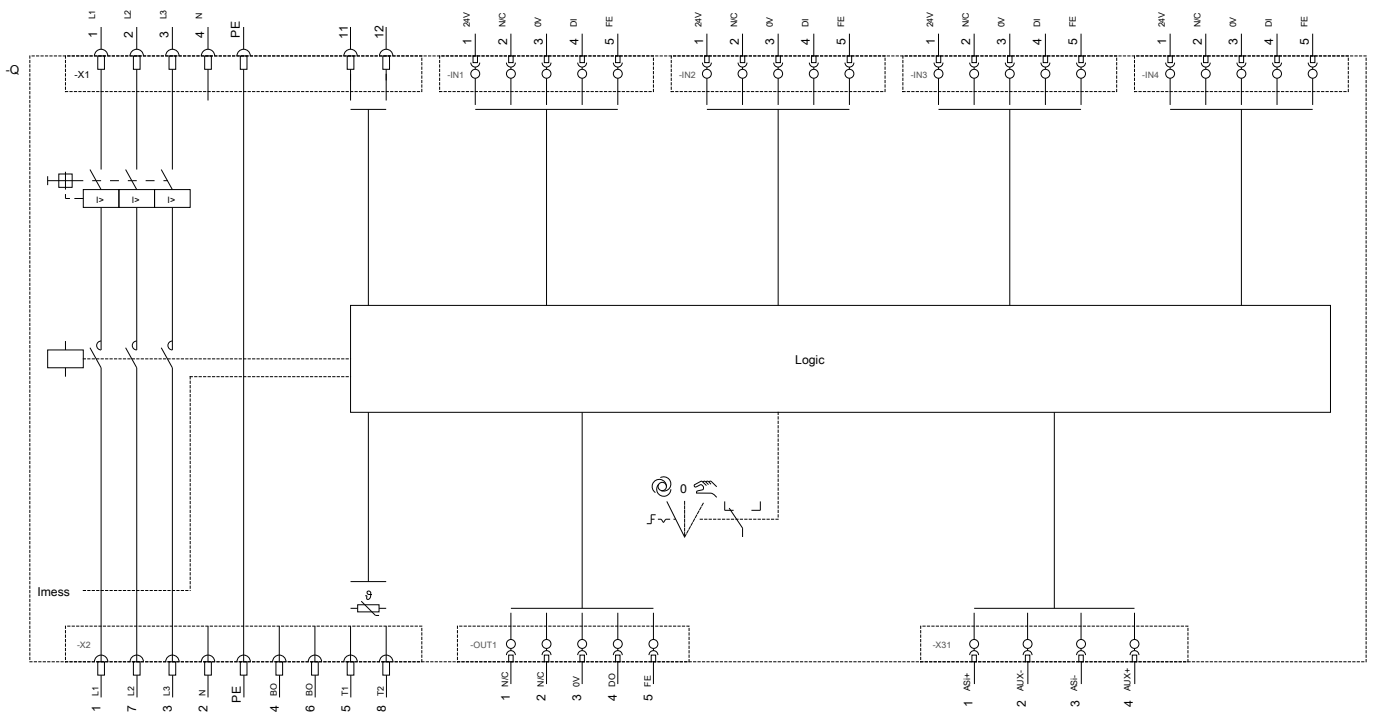 L1 L2 L3 N
1 2 3 4 PE 11 12
24V N/C 0V DI FE
1 2 3 4 5
24V N/C 0V DI FE
1 2 3 4 5
24V N/C 0V DI FE
1 2 3 4 5
24V N/C 0V DI FE
1 2 3 4 5
-Q
-X1
-IN1
-IN2
-IN3
-IN4
I> I> I>
Logic
0
Imess
ϑ
-X2
-OUT1
-X31
L1 L2 L3 N PE BO BO T1 T2
1 7 3 2 4 6 5 8
N/C N/C 0V DO FE
1 2 3 4 5
ASI+ AUX- ASI- AUX+
1 2 3 4